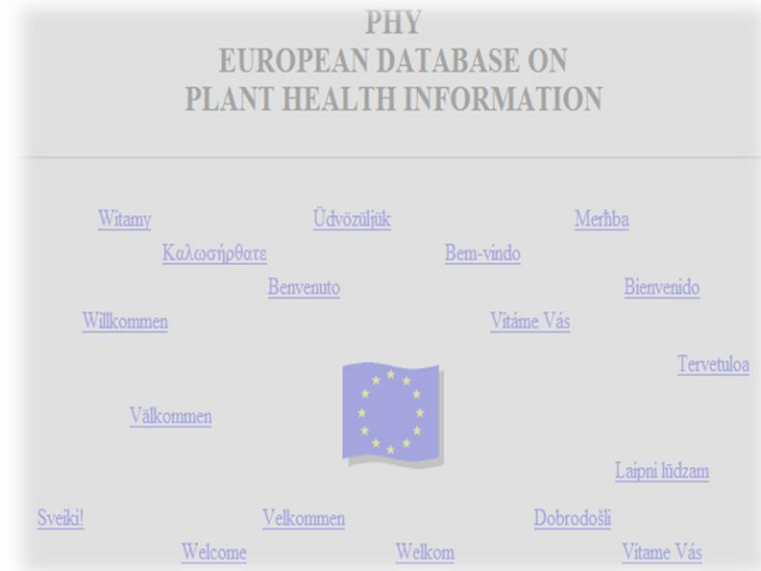 PHY
EUROPEAN DATABASE ON
PLANT HEALTH INFORMATION
Witamy Üdvözüljük Merħba
Καλωσήρθατε Bem-vindo
Benvenuto Bienvenido
Willkommen Vitáme Vás
Tervetuloa
Välkommen
Laipni lūdzam
Sveiki! Velkommen Dobrodošli
Welcome Welkom Vítame Vás